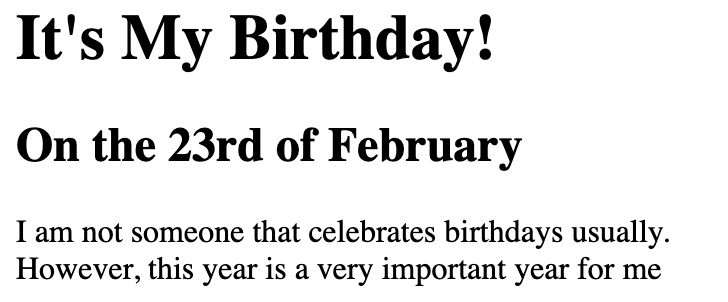 It's My Birthday!
On the 23rd of February
I am not someone that celebrates birthdays usually.
However, this year is a very important year for me